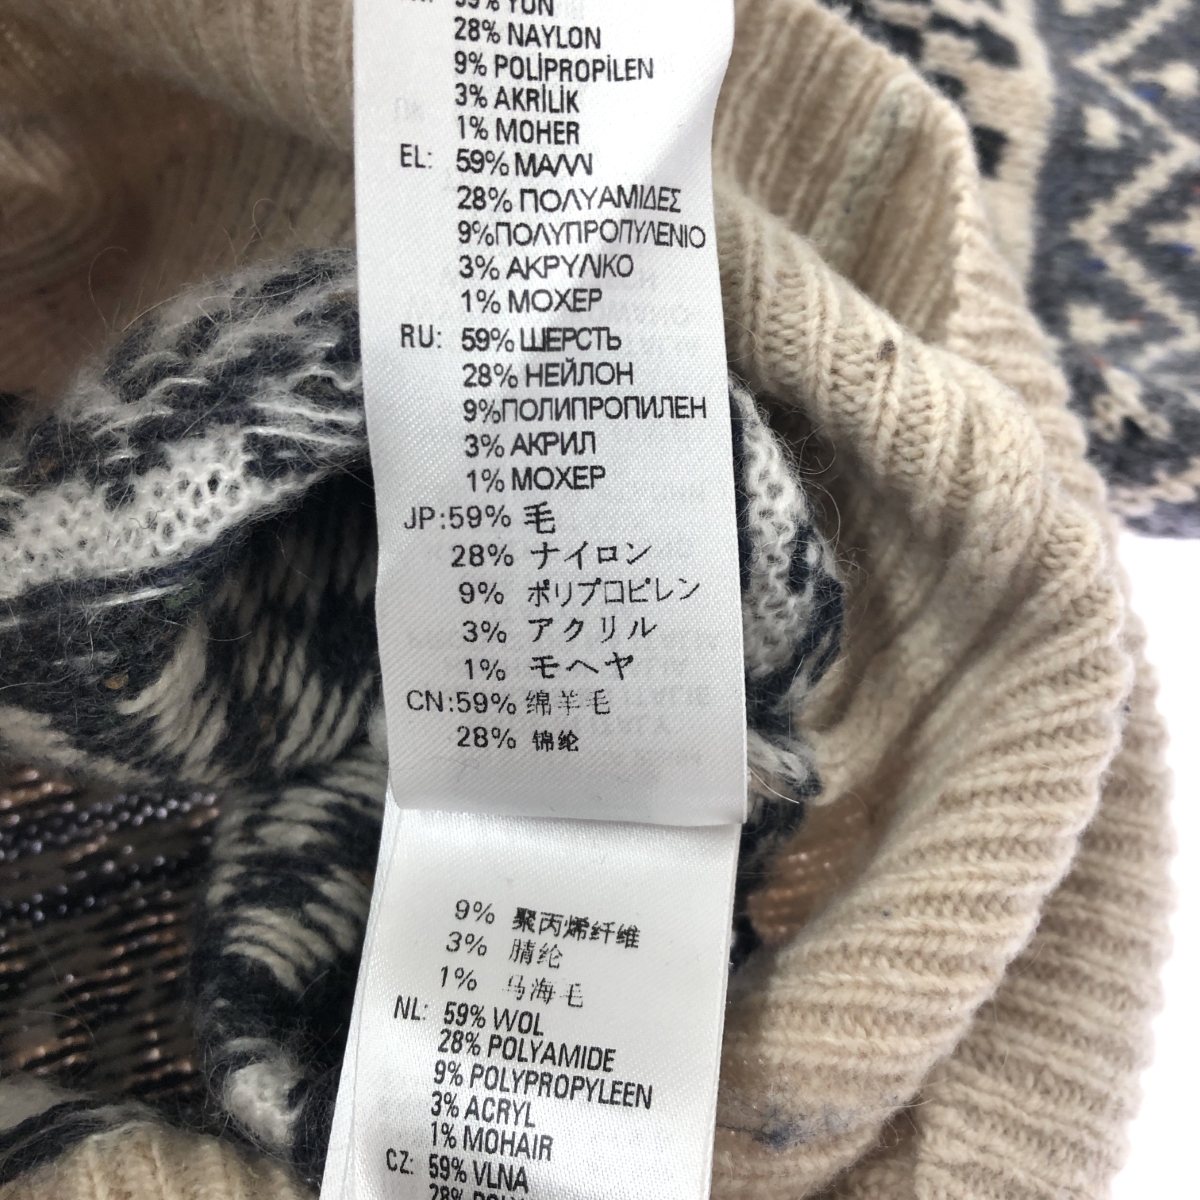 59% YÜN
28% NAYLON
9% POLİPROPİLEN
3% AKRİLİK
1% MOHER
EL: 59% ΜΑΛΛΙ
28% ΠΟΛΥΑΜΙΔΕΣ
9% ΠΟΛΥΠΡΟΠΥΛΕΝΙΟ
3% ΑΚΡΥΛΙΚΟ
1% ΜΟΧΕΡ
RU: 59% ШЕРСТЬ
28% НЕЙЛОН
9% ПОЛИПРОПИЛЕН
3% АКРИЛ
1% МОХЕР
JP:59% 毛
28% ナイロン
9% ポリプロピレン
3% アクリル
1% モヘヤ
CN:59% 绵羊毛
28% 锦纶
9% 聚丙烯纤维
3% 腈纶
1% 马海毛
NL: 59% WOL
28% POLYAMIDE
9% POLYPROPYLEEN
3% ACRYL
1% MOHAIR
CZ: 59% VLNA
28%